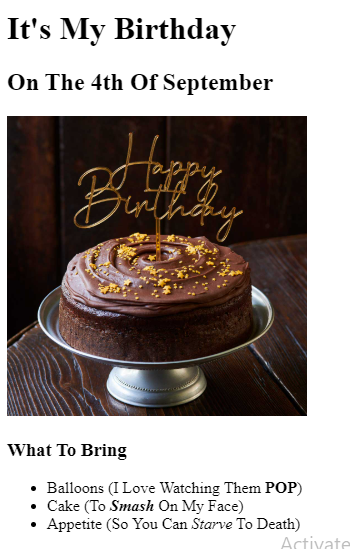 It's My Birthday
On The 4th Of September
Happy
Birthday
What To Bring
Balloons (I Love Watching Them POP)
Cake (To Smash On My Face)
Appetite (So You Can Starve To Death)
Activate